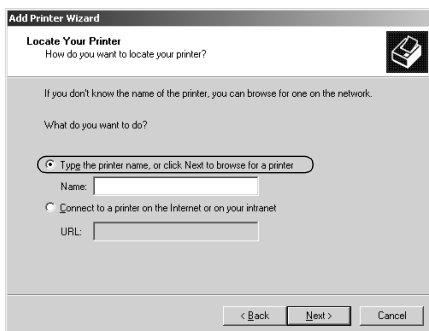 Add Printer Wizard
Locate Your Printer
How do you want to locate your printer?
If you don't know the name of the printer, you can browse for one on the network.
What do you want to do?
Type the printer name, or click Next to browse for a printer
Name:
Connect to a printer on the Internet or on your intranet
URL:
< Back Next > Cancel